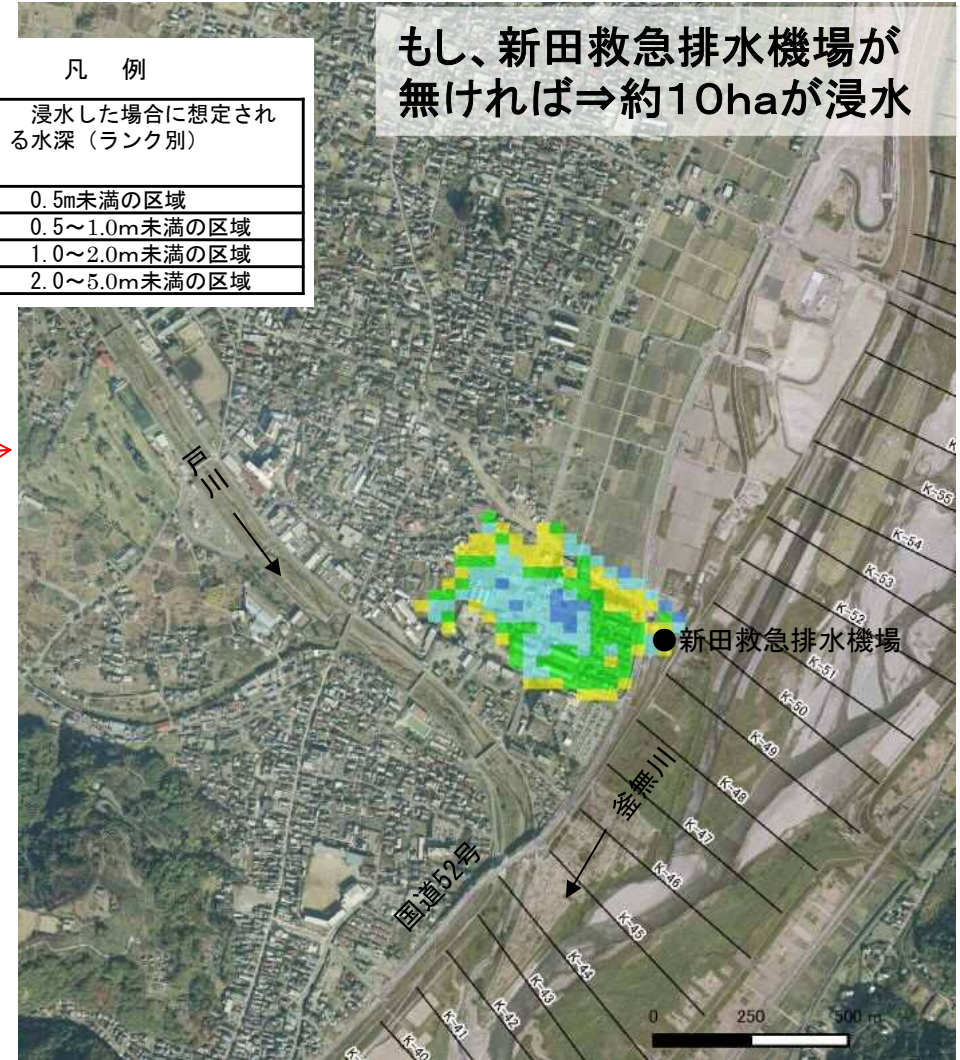 もし、新田救急排水機場が
無ければ⇒約10haが浸水
凡 例
浸水した場合に想定され
る水深（ランク別）
0.5m未満の区域
0.5～1.0m未満の区域
1.0～2.0m未満の区域
2.0～5.0m未満の区域
戸川
新田救急排水機場
釜無川
国道52号
K-55
K-54
K-53
K-52
K-51
K-50
K-49
K-48
K-47
K-46
K-45
K-44
K-43
K-42
K-41
K-40
0 250 500 m